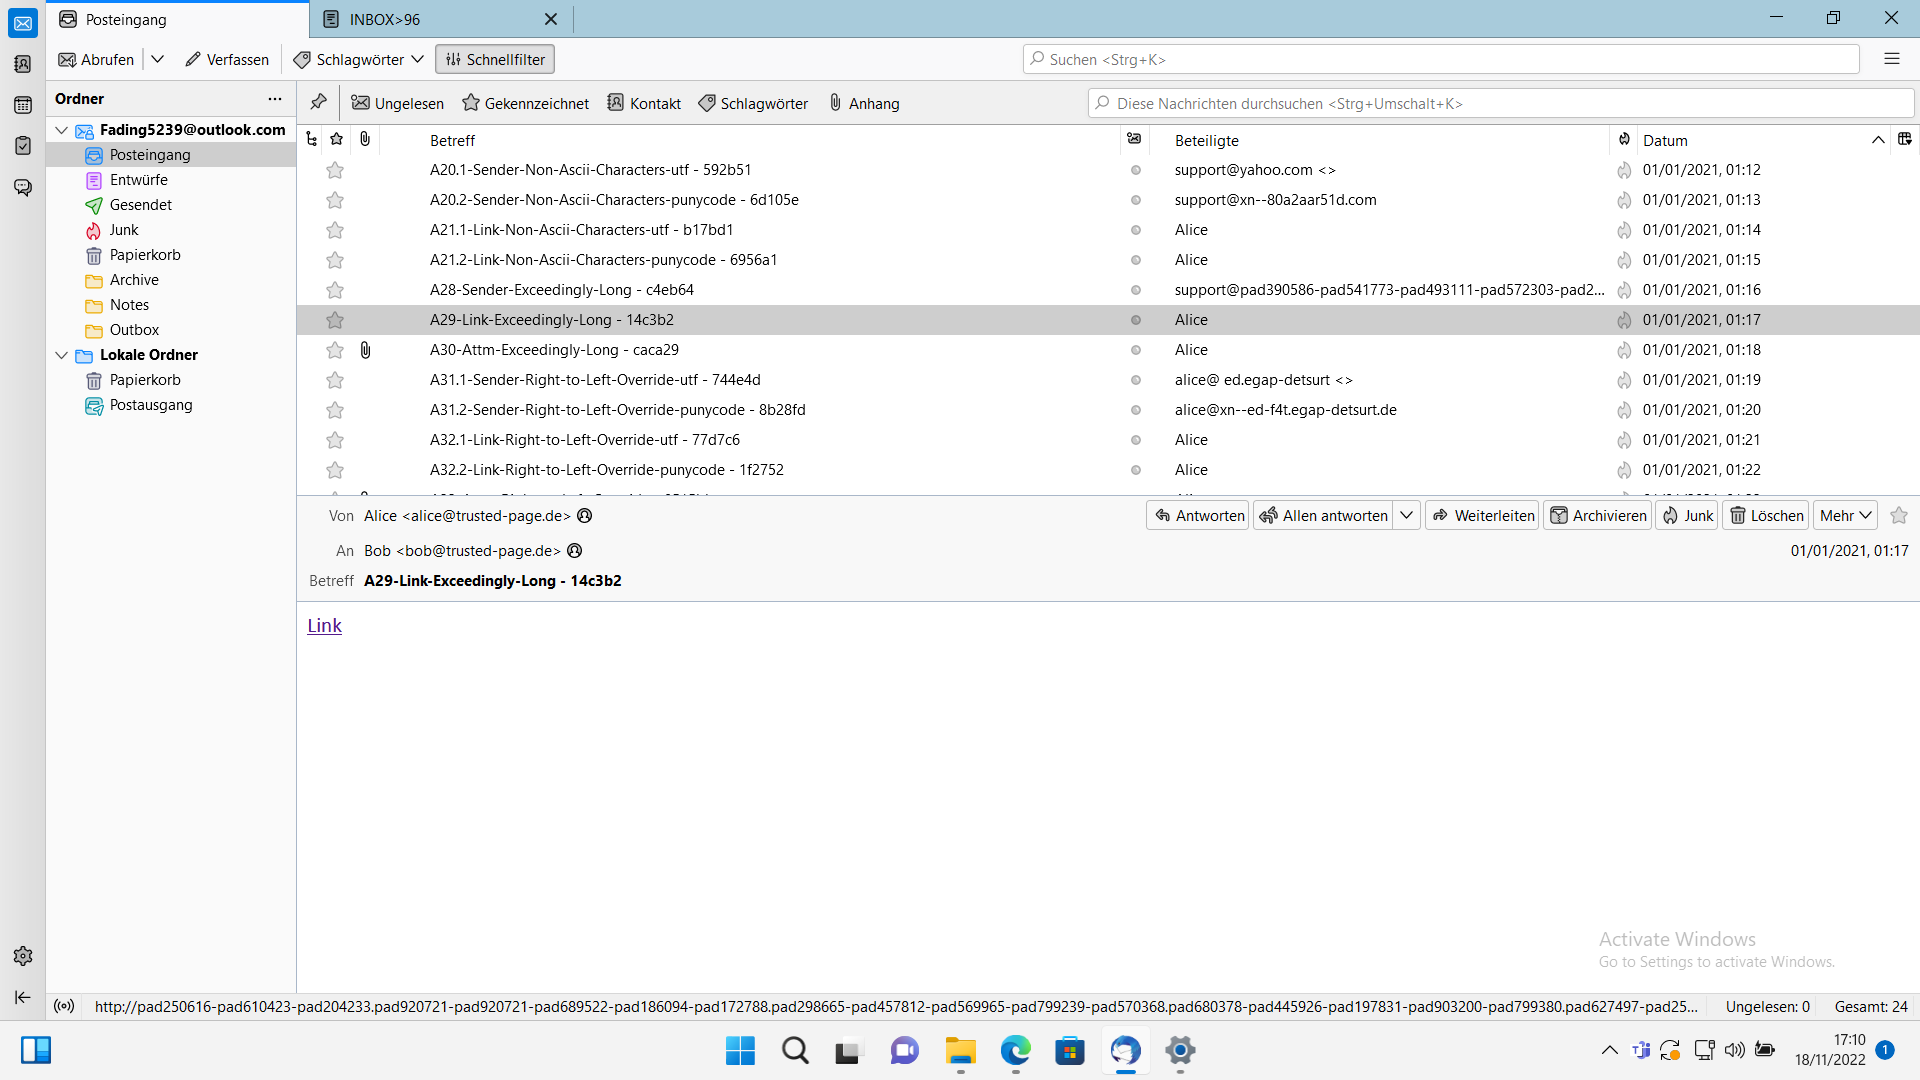 Posteingang
INBOX>96
Abrufen
Verfassen
Schlagwörter
Schnellfilter
Suchen <Strg+K>
Ordner
Ungelesen
Gekennzeichnet
Kontakt
Schlagwörter
Anhang
Diese Nachrichten durchsuchen <Strg+Umschalt+K>
Fading5239@outlook.com
Posteingang
Entwürfe
Gesendet
Junk
Papierkorb
Archive
Notes
Outbox
Lokale Ordner
Papierkorb
Postausgang
Betreff Beteiligte Datum
A20.1-Sender-Non-Ascii-Characters-utf - 592b51 support@yahoo.com <> 01/01/2021, 01:12
A20.2-Sender-Non-Ascii-Characters-punycode - 6d105e support@xn--80a2aar51d.com 01/01/2021, 01:13
A21.1-Link-Non-Ascii-Characters-utf - b17bd1 Alice 01/01/2021, 01:14
A21.2-Link-Non-Ascii-Characters-punycode - 6956a1 Alice 01/01/2021, 01:15
A28-Sender-Exceedingly-Long - c4eb64 support@pad390586-pad541773-pad493111-pad572303-pad2... 01/01/2021, 01:16
A29-Link-Exceedingly-Long - 14c3b2 Alice 01/01/2021, 01:17
A30-Attm-Exceedingly-Long - caca29 Alice 01/01/2021, 01:18
A31.1-Sender-Right-to-Left-Override-utf - 744e4d alice@ ed.egap-detsurt <> 01/01/2021, 01:19
A31.2-Sender-Right-to-Left-Override-punycode - 8b28fd alice@xn--ed-f4t.egap-detsurt.de 01/01/2021, 01:20
A32.1-Link-Right-to-Left-Override-utf - 77d7c6 Alice 01/01/2021, 01:21
A32.2-Link-Right-to-Left-Override-punycode - 1f2752 Alice 01/01/2021, 01:22
Von Alice <alice@trusted-page.de>
Antworten
Allen antworten
Weiterleiten
Archivieren
Junk
Löschen
Mehr
An Bob <bob@trusted-page.de>
01/01/2021, 01:17
Betreff A29-Link-Exceedingly-Long - 14c3b2
Link
Activate Windows
Go to Settings to activate Windows.
http://pad250616-pad610423-pad204233.pad920721-pad920721-pad689522-pad186094-pad172788.pad298665-pad457812-pad569965-pad799239-pad570368.pad680378-pad445926-pad197831-pad903200-pad799380.pad627497-pad25...
Ungelesen: 0
Gesamt: 24
17:10
18/11/2022
1